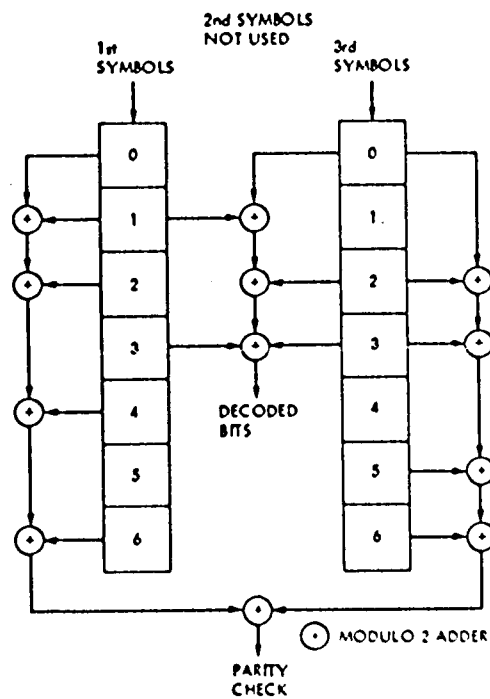 2nd SYMBOLS
NOT USED
1st
SYMBOLS
3rd
SYMBOLS
0
1
2
3
4
5
6
0
1
2
3
4
5
6
DECODED
BITS
MODULO 2 ADDER
PARITY
CHECK